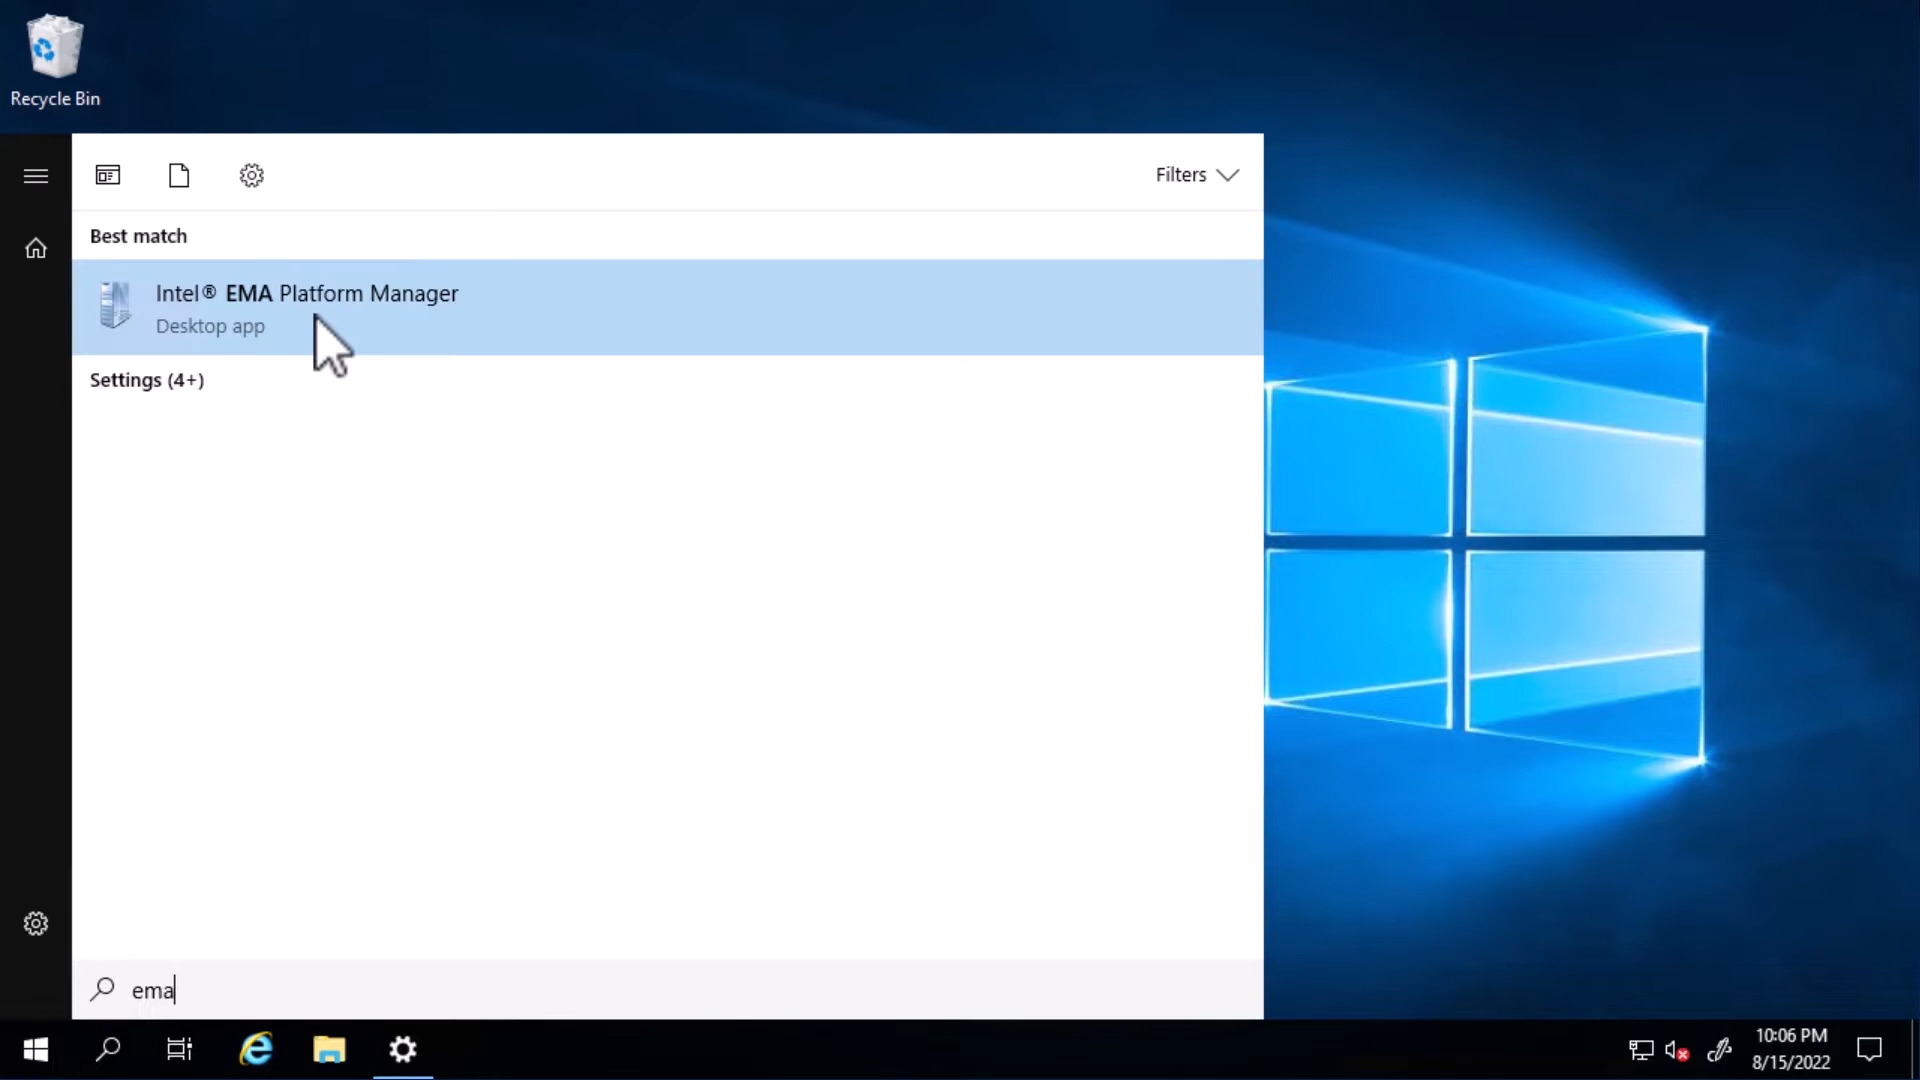 Recycle Bin
Filters
Best match
Intel® EMA Platform Manager
Desktop app
Settings (4+)
ema
10:06 PM
8/15/2022